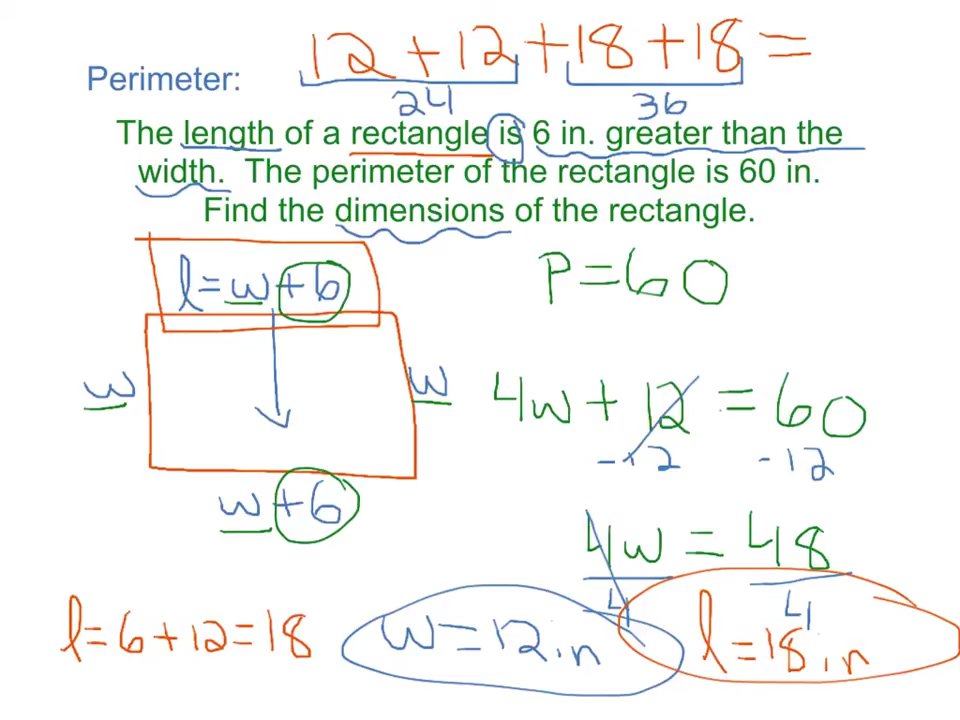 12 + 12 + 18 + 18 =
Perimeter:
24 36
The length of a rectangle is 6 in. greater than the
width. The perimeter of the rectangle is 60 in.
Find the dimensions of the rectangle.
l = w + 6
P = 60
w w
4w + 12 = 60
-12 -12
w + 6
4w = 48
4 4
l = 6 + 12 = 18
w = 12 in
l = 18 in